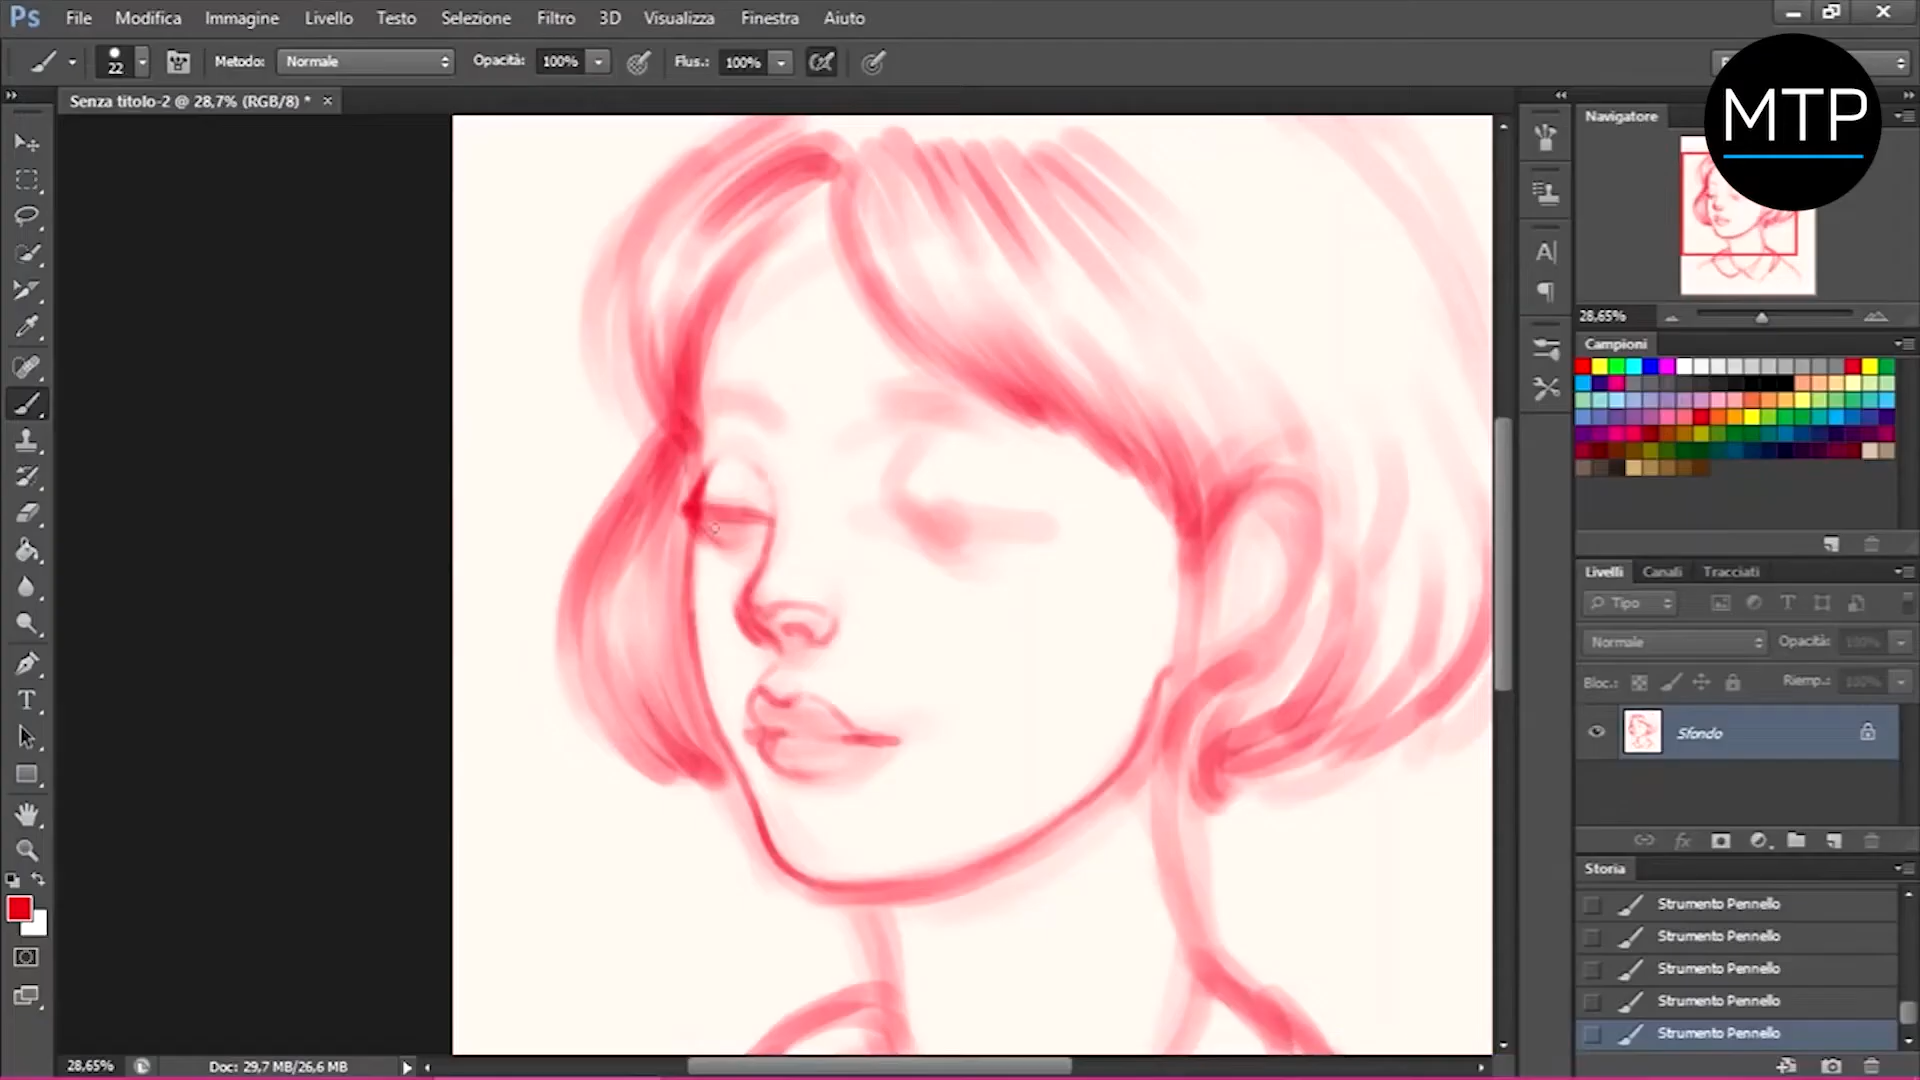 Ps File Modifica Immagine Livello Testo Selezione Filtro 3D Visualizza Finestra Aiuto
22 Metodo: Normale Opacità: 100% Flus.: 100%
MTP
Senza titolo-2 @ 28,7% (RGB/8) * ×
Navigatore
28,65%
Campioni
Livelli Canali Tracciati
Tipo
Normale Opacità: 100%
Bloc.: Riemp.: 100%
Sfondo
Storia
Strumento Pennello
Strumento Pennello
Strumento Pennello
Strumento Pennello
Strumento Pennello
28,65% Doc: 29,7 MB/26,6 MB